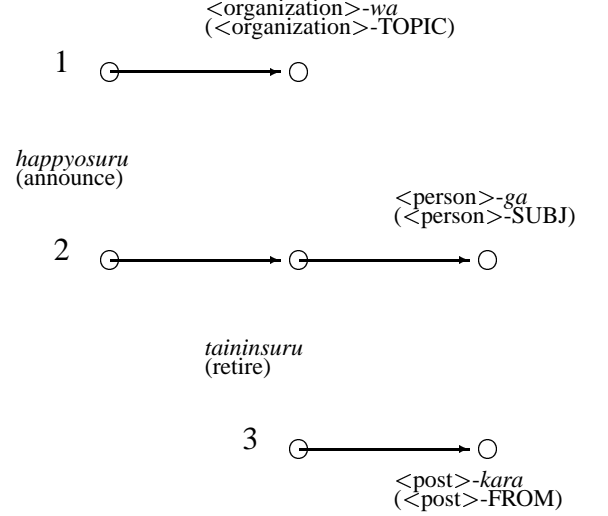 <organization>-wa
(<organization>-TOPIC)
1
happyosuru
(announce)
<person>-ga
(<person>-SUBJ)
2
taininsuru
(retire)
3
<post>-kara
(<post>-FROM)